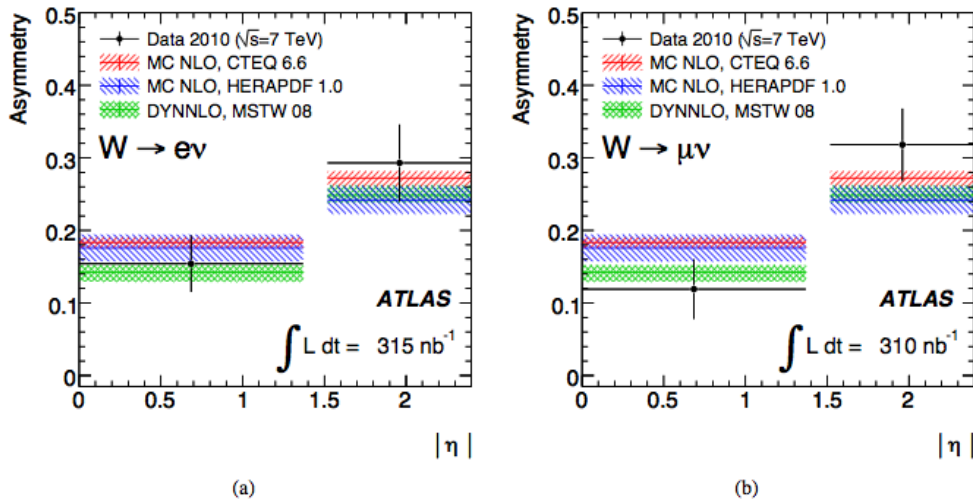 Asymmetry
0.5
0.4
0.3
0.2
0.1
0
Data 2010 (√s=7 TeV)
MC NLO, CTEQ 6.6
MC NLO, HERAPDF 1.0
DYNNLO, MSTW 08
W → eν
ATLAS
∫ L dt = 315 nb⁻¹
0 0.5 1 1.5 2
| η |
(a)
Asymmetry
0.5
0.4
0.3
0.2
0.1
0
Data 2010 (√s=7 TeV)
MC NLO, CTEQ 6.6
MC NLO, HERAPDF 1.0
DYNNLO, MSTW 08
W → μν
ATLAS
∫ L dt = 310 nb⁻¹
0 0.5 1 1.5 2
| η |
(b)